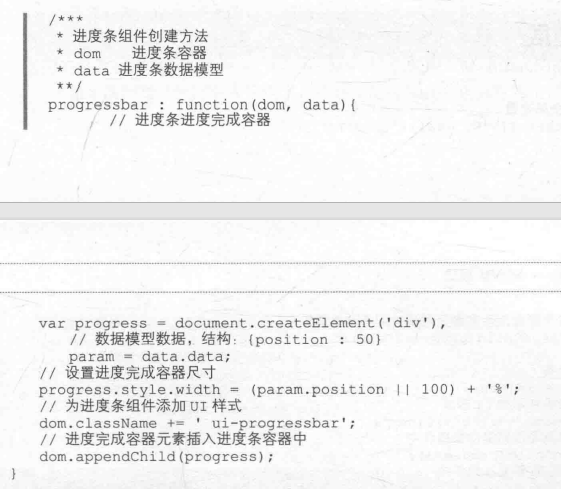 /***
 * 进度条组件创建方法
 * dom    进度条容器
 * data 进度条数据模型
 **/
progressbar : function(dom, data){
        // 进度条进度完成容器
    var progress = document.createElement('div'),
        // 数据模型数据，结构：{position : 50}
        param = data.data;
    // 设置进度完成容器尺寸
    progress.style.width = (param.position || 100) + '%';
    // 为进度条组件添加 UI 样式
    dom.className += ' ui-progressbar';
    // 进度完成容器元素插入进度条容器中
    dom.appendChild(progress);
}